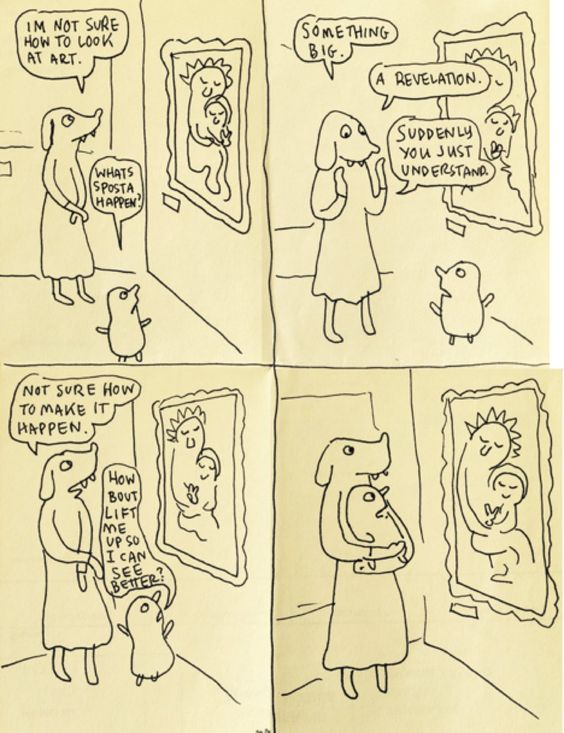 IM NOT SURE
HOW TO LOOK
AT ART.
WHATS
SPOSTA
HAPPEN?
SOMETHING
BIG.
A REVELATION.
SUDDENLY
YOU JUST
UNDERSTAND.
NOT SURE HOW
TO MAKE IT
HAPPEN.
HOW
BOUT
LIFT
ME
UP SO
I CAN
SEE
BETTER?